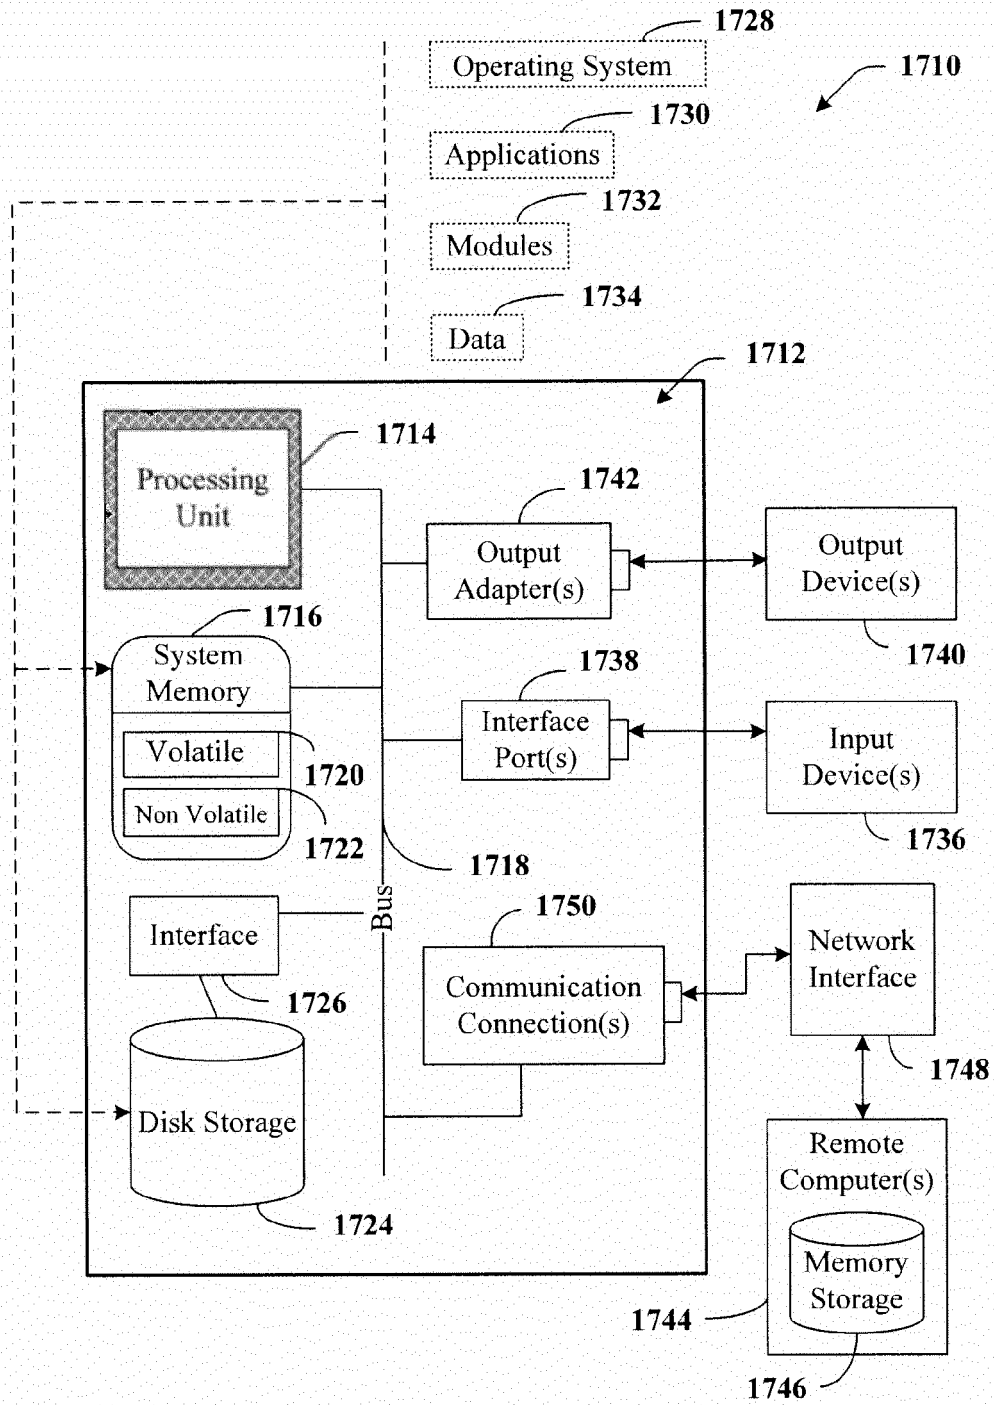 1728
Operating System
1710
1730
Applications
1732
Modules
1734
Data
1712
1714
Processing
Unit
1742
Output
Adapter(s)
Output
Device(s)
1740
1716
System
Memory
1738
Interface
Port(s)
Input
Device(s)
1736
Volatile
1720
Non Volatile
1722
1718
Bus
1750
Interface
1726
Communication
Connection(s)
Network
Interface
1748
Disk Storage
1724
Remote
Computer(s)
Memory
Storage
1744
1746